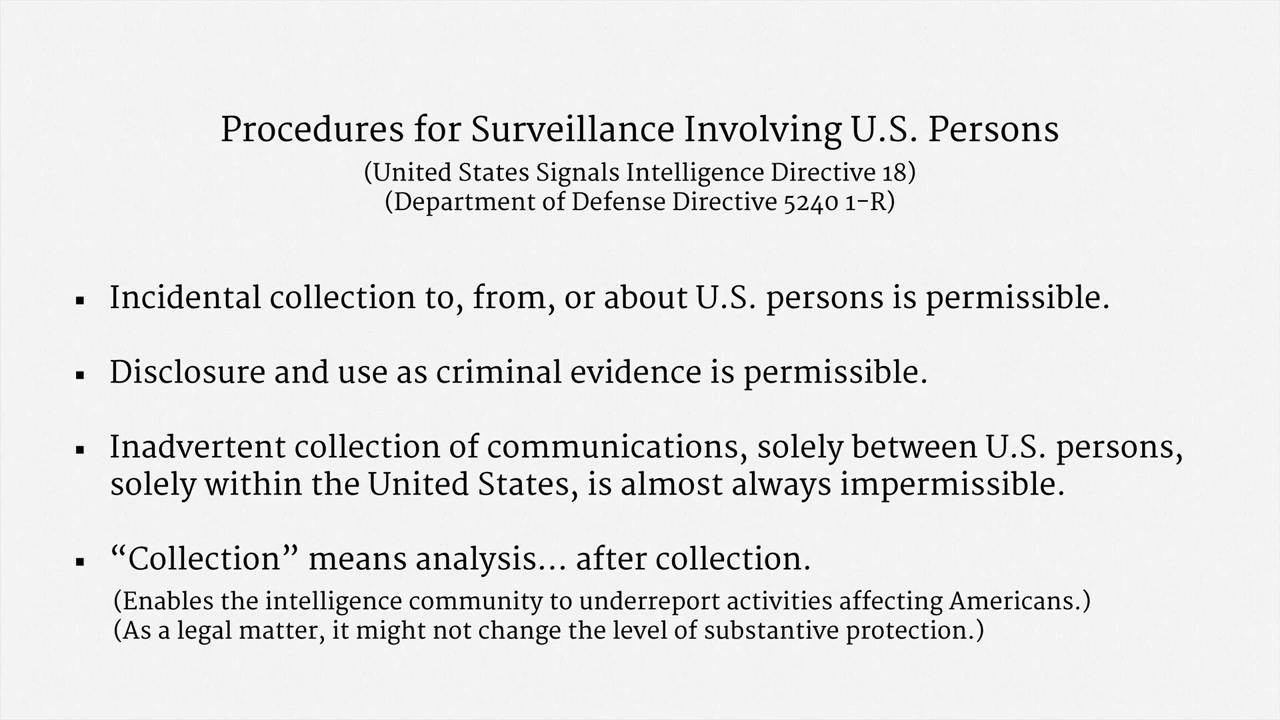 Procedures for Surveillance Involving U.S. Persons
(United States Signals Intelligence Directive 18)
(Department of Defense Directive 5240 1-R)
▪ Incidental collection to, from, or about U.S. persons is permissible.
▪ Disclosure and use as criminal evidence is permissible.
▪ Inadvertent collection of communications, solely between U.S. persons,
solely within the United States, is almost always impermissible.
▪ “Collection” means analysis... after collection.
(Enables the intelligence community to underreport activities affecting Americans.)
(As a legal matter, it might not change the level of substantive protection.)